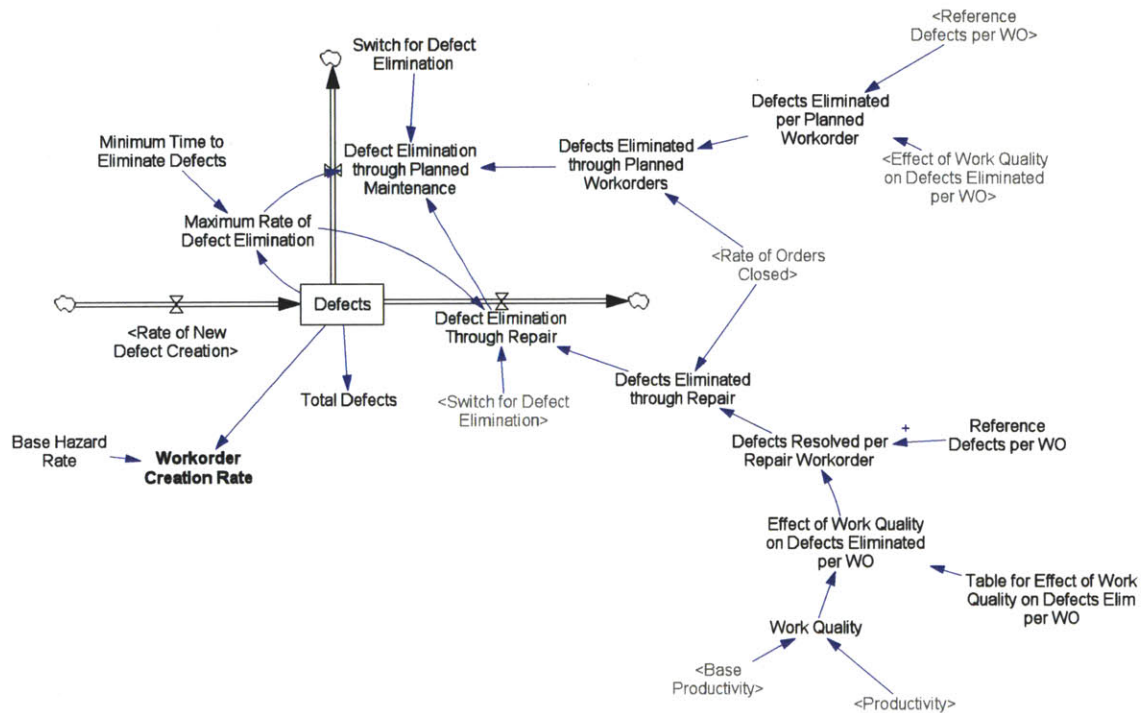 <Reference
Defects per WO>
Switch for Defect
Elimination
Defects Eliminated
per Planned
Workorder
Minimum Time to
Eliminate Defects
Defect Elimination
through Planned
Maintenance
Defects Eliminated
through Planned
Workorders
<Effect of Work Quality
on Defects Eliminated
per WO>
Maximum Rate of
Defect Elimination
<Rate of Orders
Closed>
Defects
<Rate of New
Defect Creation>
Defect Elimination
Through Repair
Total Defects
<Switch for Defect
Elimination>
Defects Eliminated
through Repair
Base Hazard
Rate
Workorder
Creation Rate
Defects Resolved per
Repair Workorder
+
Reference
Defects per WO
Effect of Work Quality
on Defects Eliminated
per WO
Table for Effect of Work
Quality on Defects Elim
per WO
Work Quality
<Base
Productivity>
<Productivity>